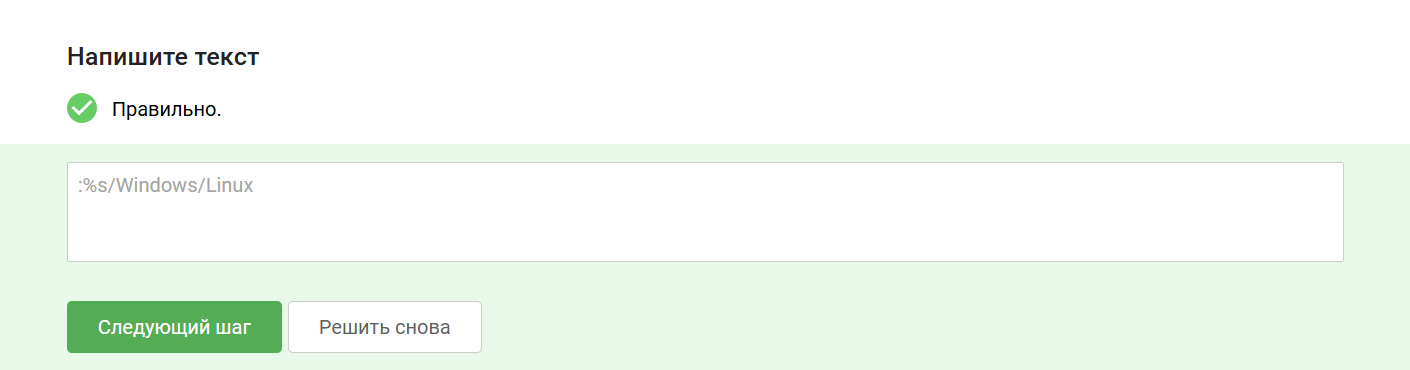 Напишите текст
Правильно.
:%s/Windows/Linux
Следующий шаг
Решить снова